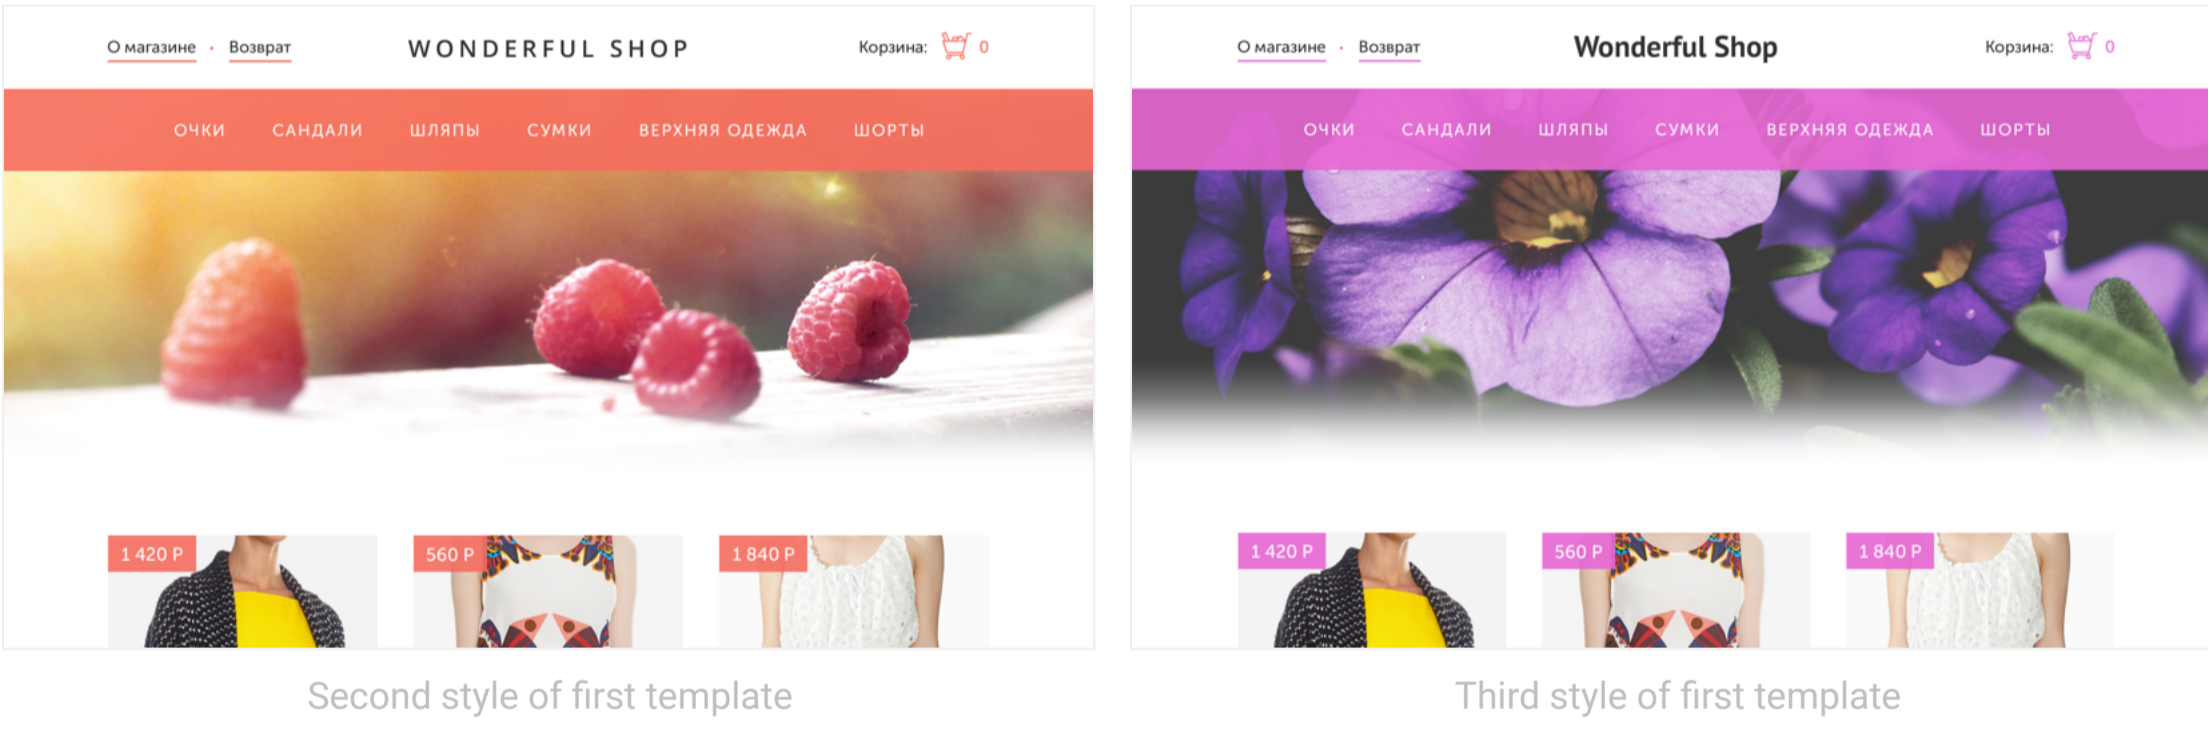 О магазине • Возврат
WONDERFUL SHOP
Корзина: 0
ОЧКИ САНДАЛИ ШЛЯПЫ СУМКИ ВЕРХНЯЯ ОДЕЖДА ШОРТЫ
1 420 Р
560 Р
1 840 Р
Second style of first template
О магазине • Возврат
Wonderful Shop
Корзина: 0
ОЧКИ САНДАЛИ ШЛЯПЫ СУМКИ ВЕРХНЯЯ ОДЕЖДА ШОРТЫ
1 420 Р
560 Р
1 840 Р
Third style of first template